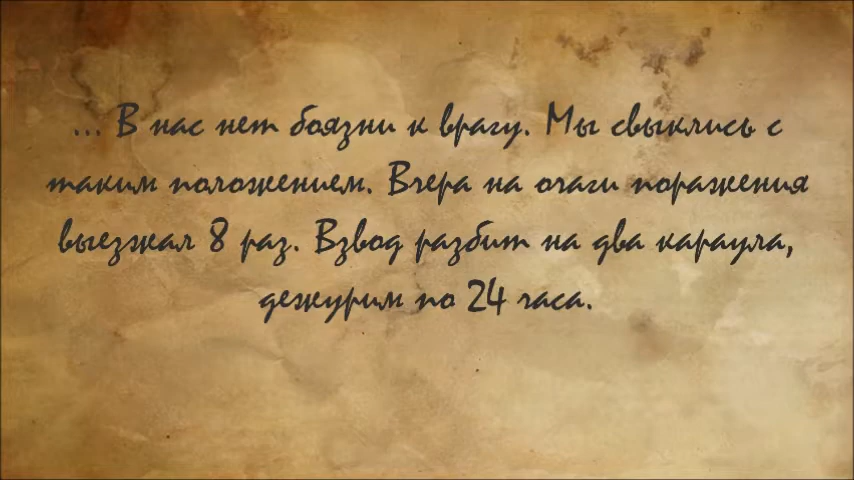 ... В нас нет боязни к врагу. Мы свыклись с
таким положением. Вчера на очаги поражения
выезжал 8 раз. Взвод разбит на два караула,
дежурим по 24 часа.